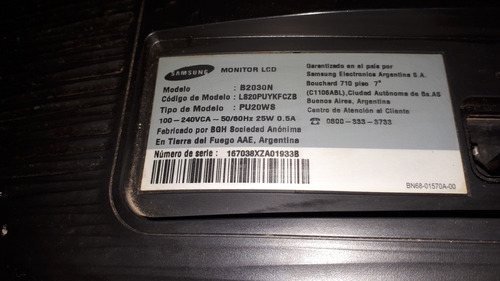 SAMSUNG MONITOR LCD
Modelo : B2030N
Código de Modelo : LS20PUYKFCZB
Tipo de Modelo : PU20WS
100-240VCA~50/60Hz 25W 0.5A
Fabricado por BGH Sociedad Anónima
En Tierra del Fuego AAE, Argentina
Número de serie : 167038XZA01933B
Garantizado en el país por
Samsung Electronics Argentina S.A.
Bouchard 710 piso 7°
(C1106ABL),Ciudad Autónoma de Bs As
Buenos Aires, Argentina
Centro de Atención al Cliente
☎ 0800-333-3733
BN68-01570A-00